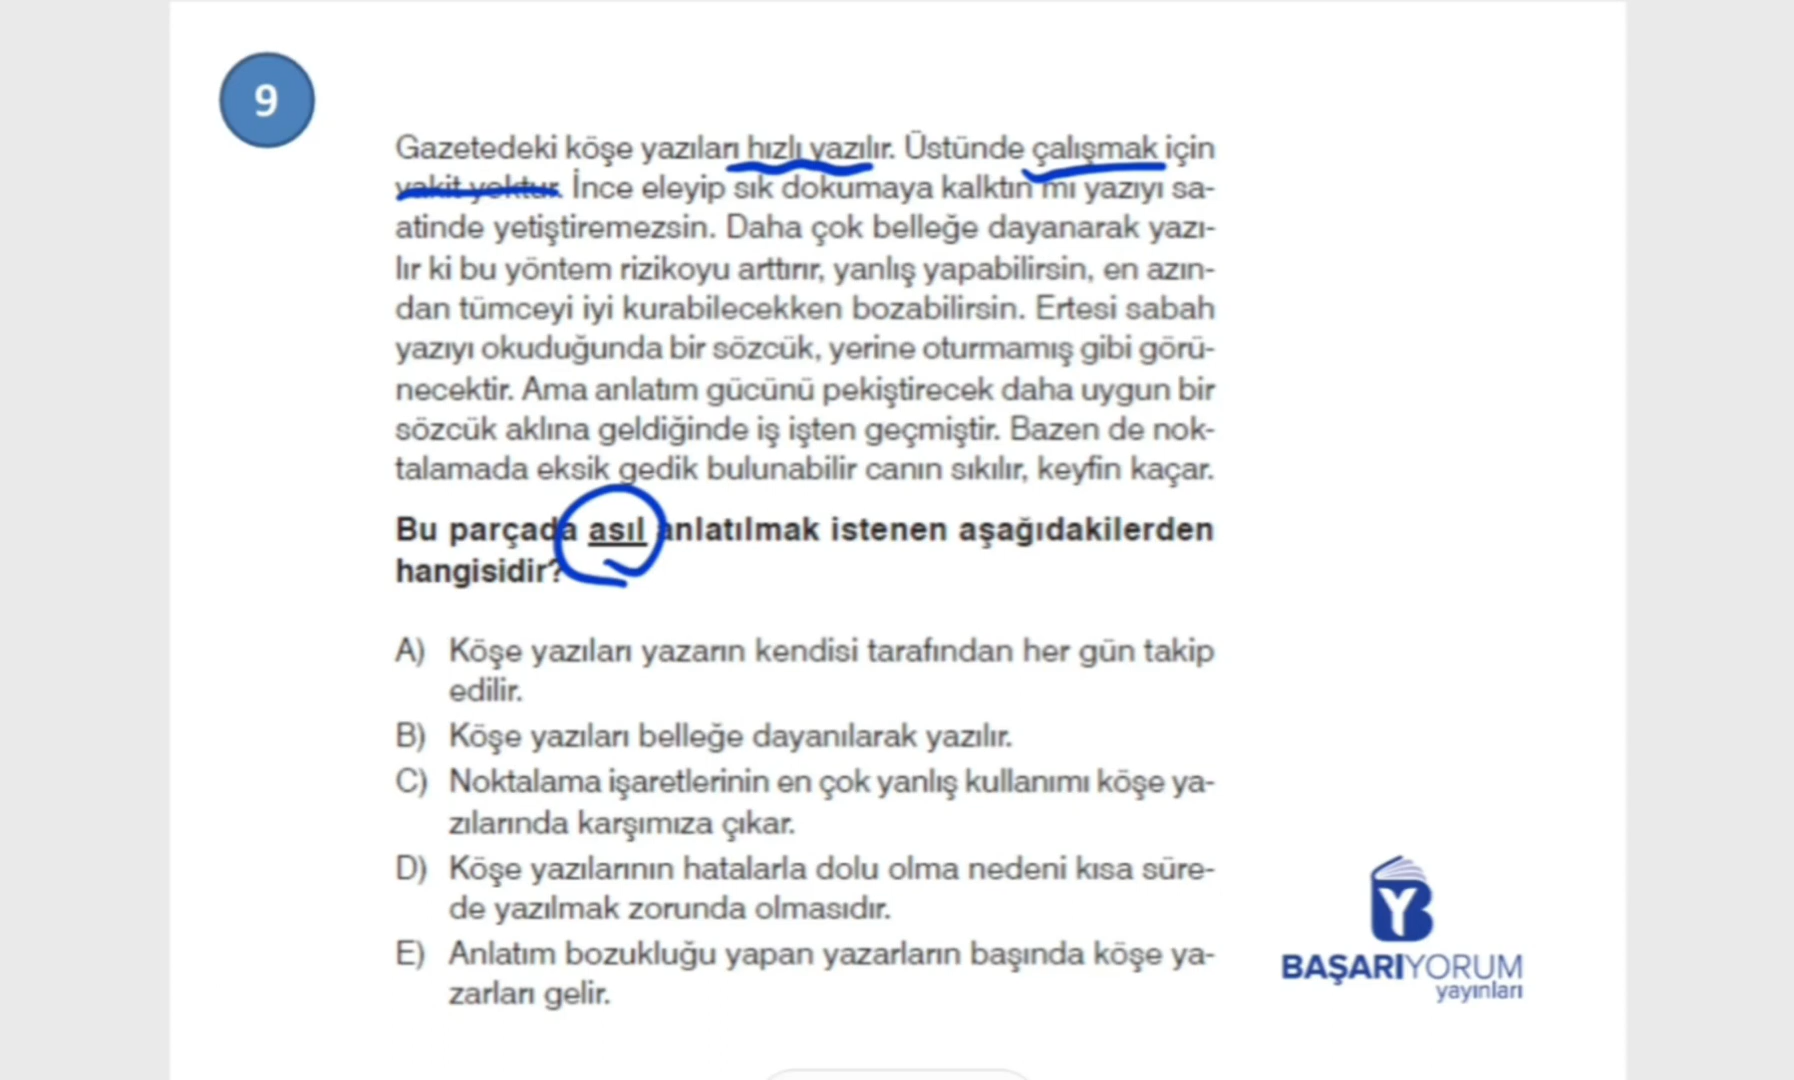 9
Gazetedeki köşe yazıları hızlı yazılır. Üstünde çalışmak için
vakit yoktur. İnce eleyip sık dokumaya kalktın mı yazıyı sa-
atinde yetiştiremezsin. Daha çok belleğe dayanarak yazı-
lır ki bu yöntem rizikoyu arttırır, yanlış yapabilirsin, en azın-
dan tümceyi iyi kurabilecekken bozabilirsin. Ertesi sabah
yazıyı okuduğunda bir sözcük, yerine oturmamış gibi görü-
necektir. Ama anlatım gücünü pekiştirecek daha uygun bir
sözcük aklına geldiğinde iş işten geçmiştir. Bazen de nok-
talamada eksik gedik bulunabilir canın sıkılır, keyfin kaçar.
Bu parçada asıl anlatılmak istenen aşağıdakilerden
hangisidir?
A) Köşe yazıları yazarın kendisi tarafından her gün takip
edilir.
B) Köşe yazıları belleğe dayanılarak yazılır.
C) Noktalama işaretlerinin en çok yanlış kullanımı köşe ya-
zılarında karşımıza çıkar.
D) Köşe yazılarının hatalarla dolu olma nedeni kısa süre-
de yazılmak zorunda olmasıdır.
E) Anlatım bozukluğu yapan yazarların başında köşe ya-
zarları gelir.
BAŞARIYORUM
yayınları